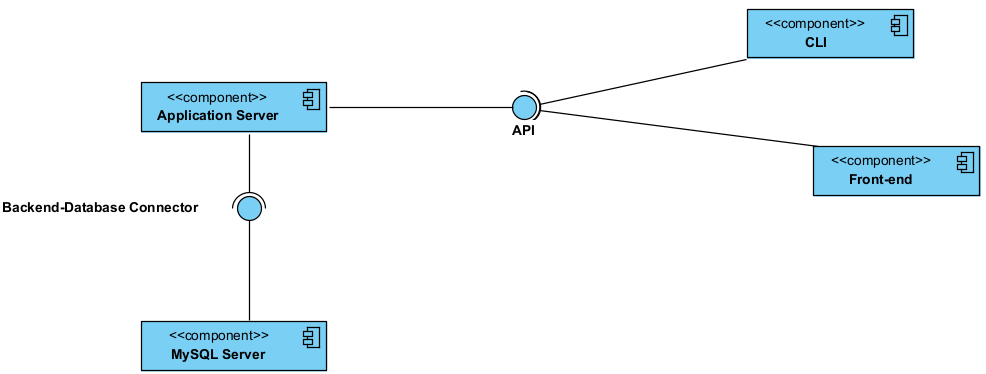 <<component>>
CLI
<<component>>
Application Server
API
<<component>>
Front-end
Backend-Database Connector
<<component>>
MySQL Server